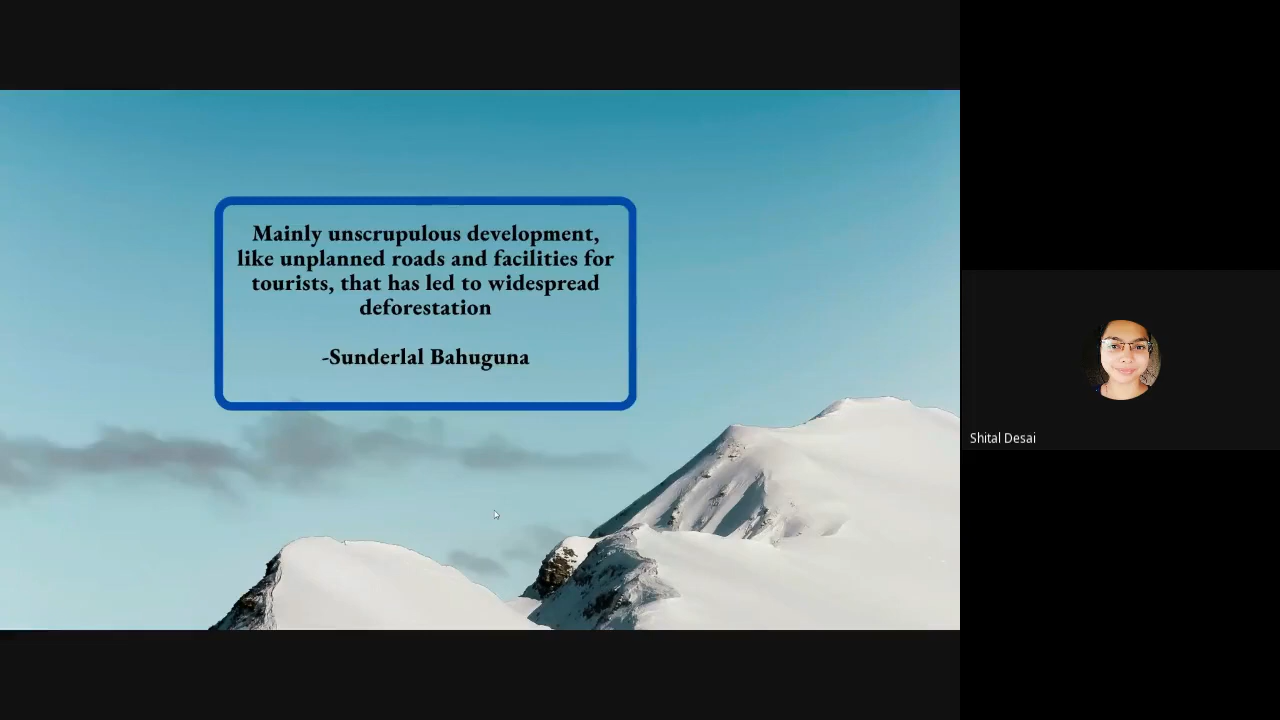 Mainly unscrupulous development,
like unplanned roads and facilities for
tourists, that has led to widespread
deforestation
-Sunderlal Bahuguna
Shital Desai